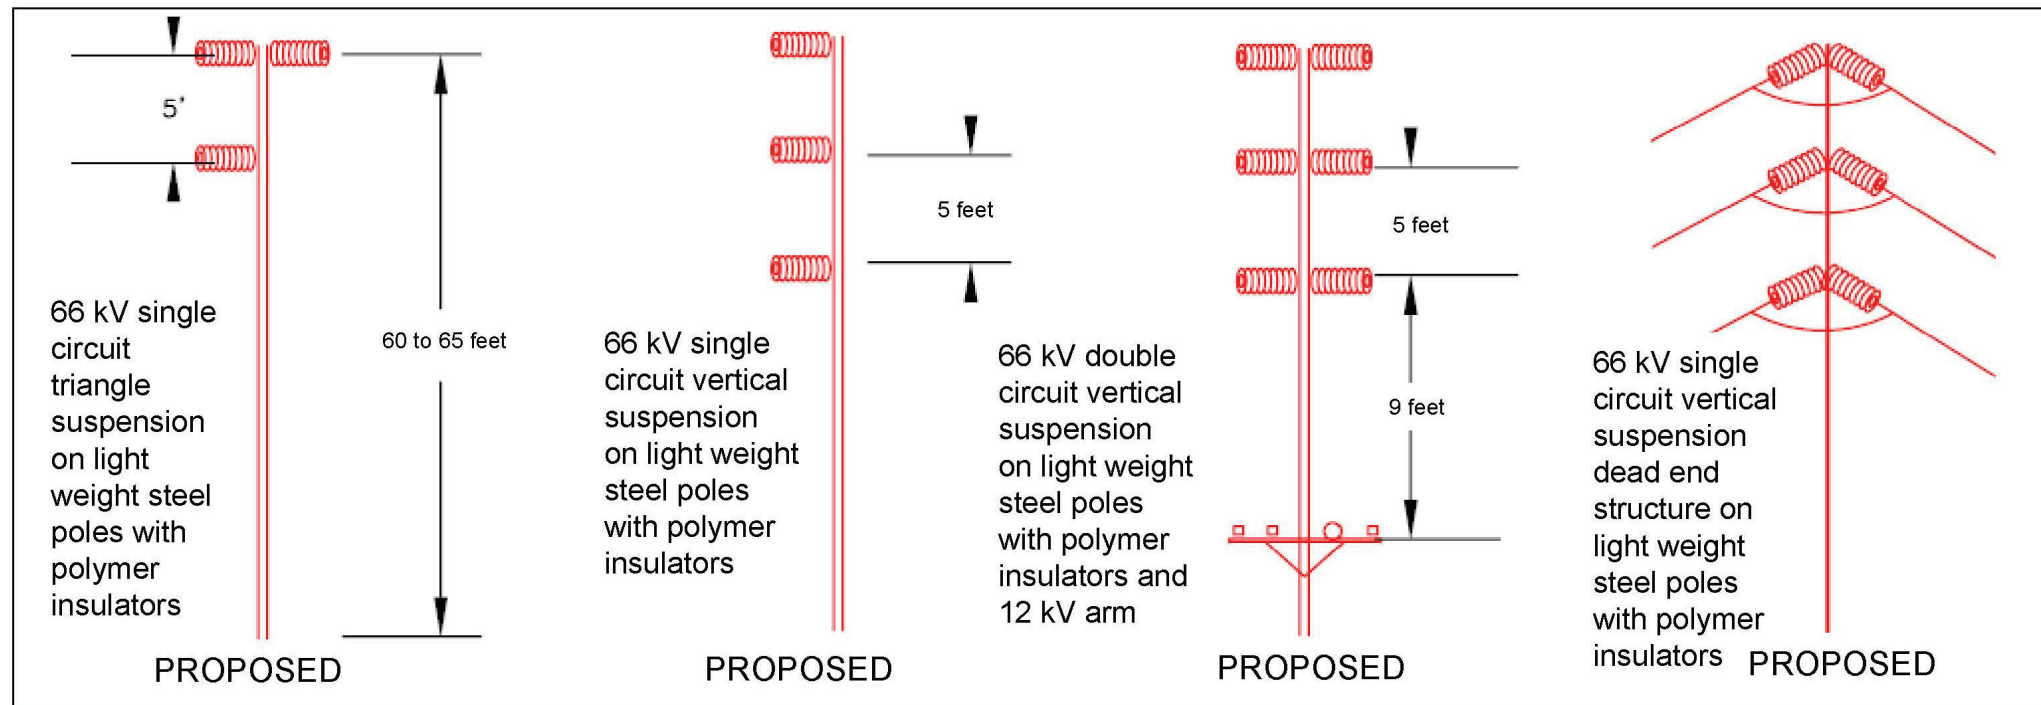 5'
66 kV single
circuit
triangle
suspension
on light
weight steel
poles with
polymer
insulators
60 to 65 feet
PROPOSED
5 feet
66 kV single
circuit vertical
suspension
on light weight
steel poles
with polymer
insulators
PROPOSED
5 feet
9 feet
66 kV double
circuit vertical
suspension
on light weight
steel poles
with polymer
insulators and
12 kV arm
PROPOSED
66 kV single
circuit vertical
suspension
dead end
structure on
light weight
steel poles
with polymer
insulators
PROPOSED